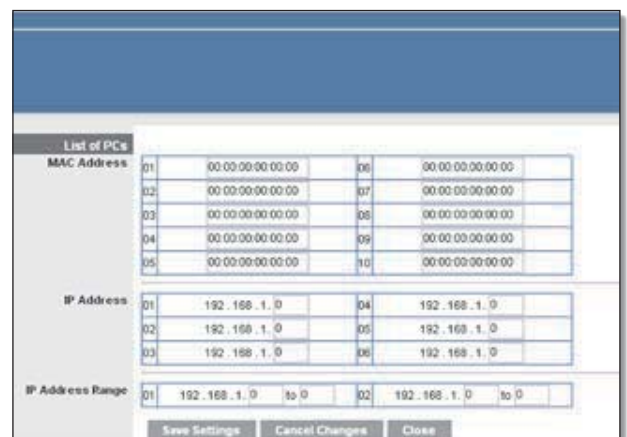 List of PCs
MAC Address
01 00:00:00:00:00:00 06 00:00:00:00:00:00
02 00:00:00:00:00:00 07 00:00:00:00:00:00
03 00:00:00:00:00:00 08 00:00:00:00:00:00
04 00:00:00:00:00:00 09 00:00:00:00:00:00
05 00:00:00:00:00:00 10 00:00:00:00:00:00
IP Address
01 192.168.1.0 04 192.168.1.0
02 192.168.1.0 05 192.168.1.0
03 192.168.1.0 06 192.168.1.0
IP Address Range
01 192.168.1.0 to 0 02 192.168.1.0 to 0
Save Settings Cancel Changes Close